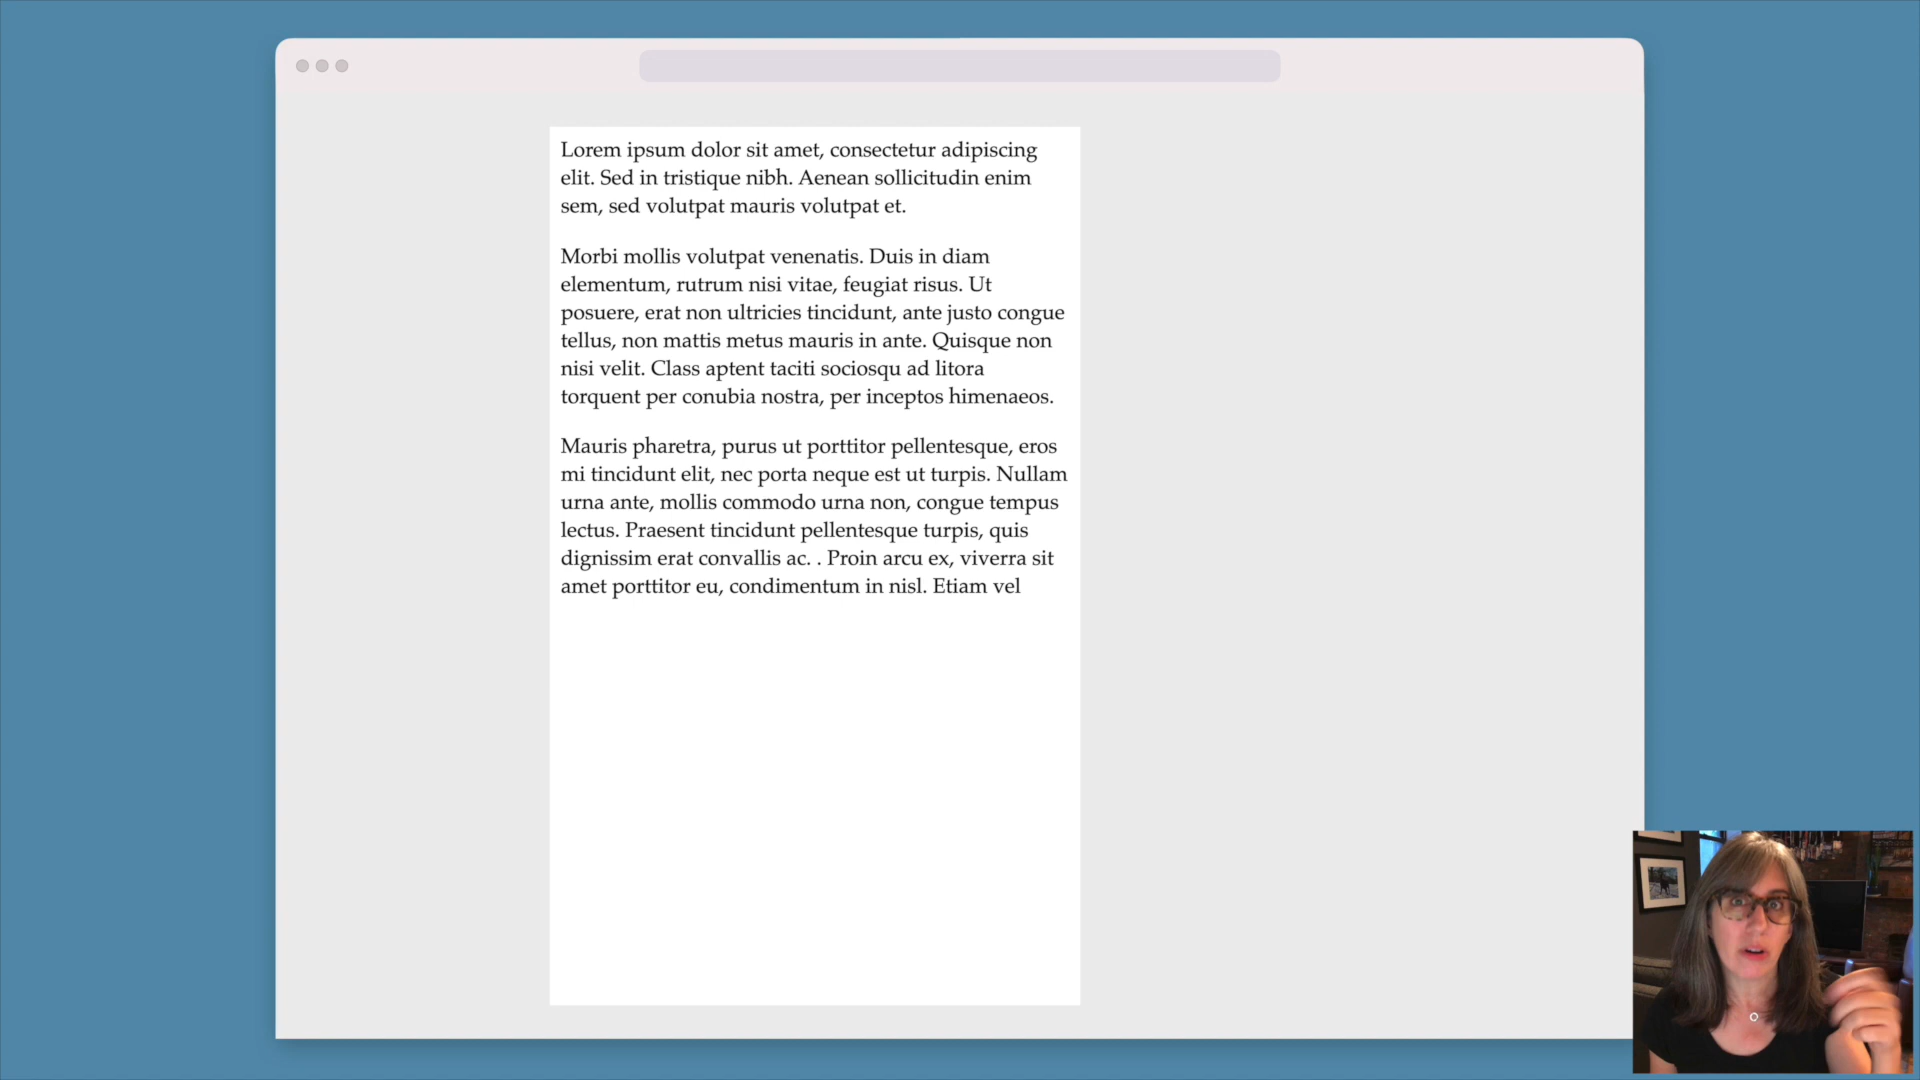 Lorem ipsum dolor sit amet, consectetur adipiscing
elit. Sed in tristique nibh. Aenean sollicitudin enim
sem, sed volutpat mauris volutpat et.
Morbi mollis volutpat venenatis. Duis in diam
elementum, rutrum nisi vitae, feugiat risus. Ut
posuere, erat non ultricies tincidunt, ante justo congue
tellus, non mattis metus mauris in ante. Quisque non
nisi velit. Class aptent taciti sociosqu ad litora
torquent per conubia nostra, per inceptos himenaeos.
Mauris pharetra, purus ut porttitor pellentesque, eros
mi tincidunt elit, nec porta neque est ut turpis. Nullam
urna ante, mollis commodo urna non, congue tempus
lectus. Praesent tincidunt pellentesque turpis, quis
dignissim erat convallis ac. . Proin arcu ex, viverra sit
amet porttitor eu, condimentum in nisl. Etiam vel